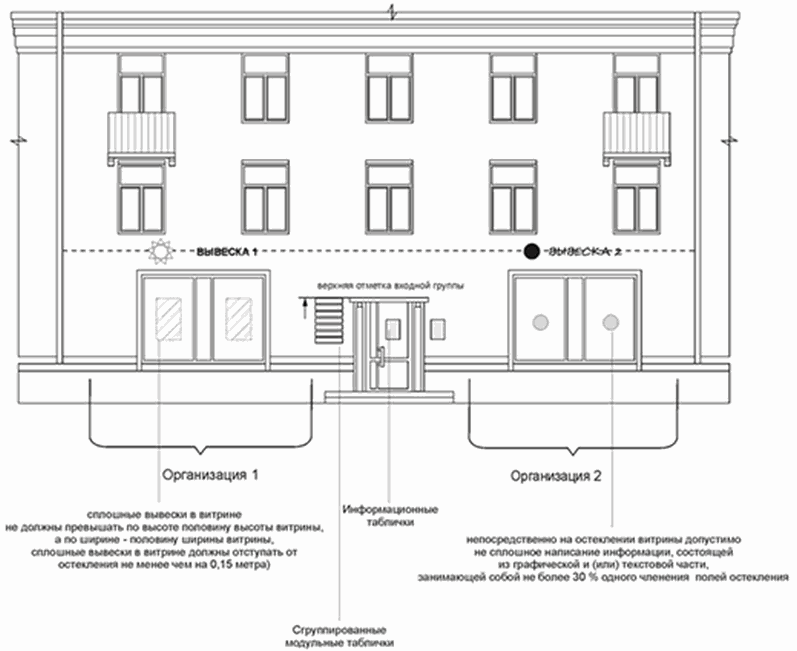 ВЫВЕСКА 1
ВЫВЕСКА 2
верхняя отметка входной группы
Организация 1
Организация 2
сплошные вывески в витрине
не должны превышать по высоте половину высоты витрины,
а по ширине - половину ширины витрины,
сплошные вывески в витрине должны отступать от
остекления не менее чем на 0,15 метра)
Информационные
таблички
непосредственно на остеклении витрины допустимо
не сплошное написание информации, состоящей
из графической и (или) текстовой части,
занимающей собой не более 30 % одного членения полей остекления
Сгруппированные
модульные таблички